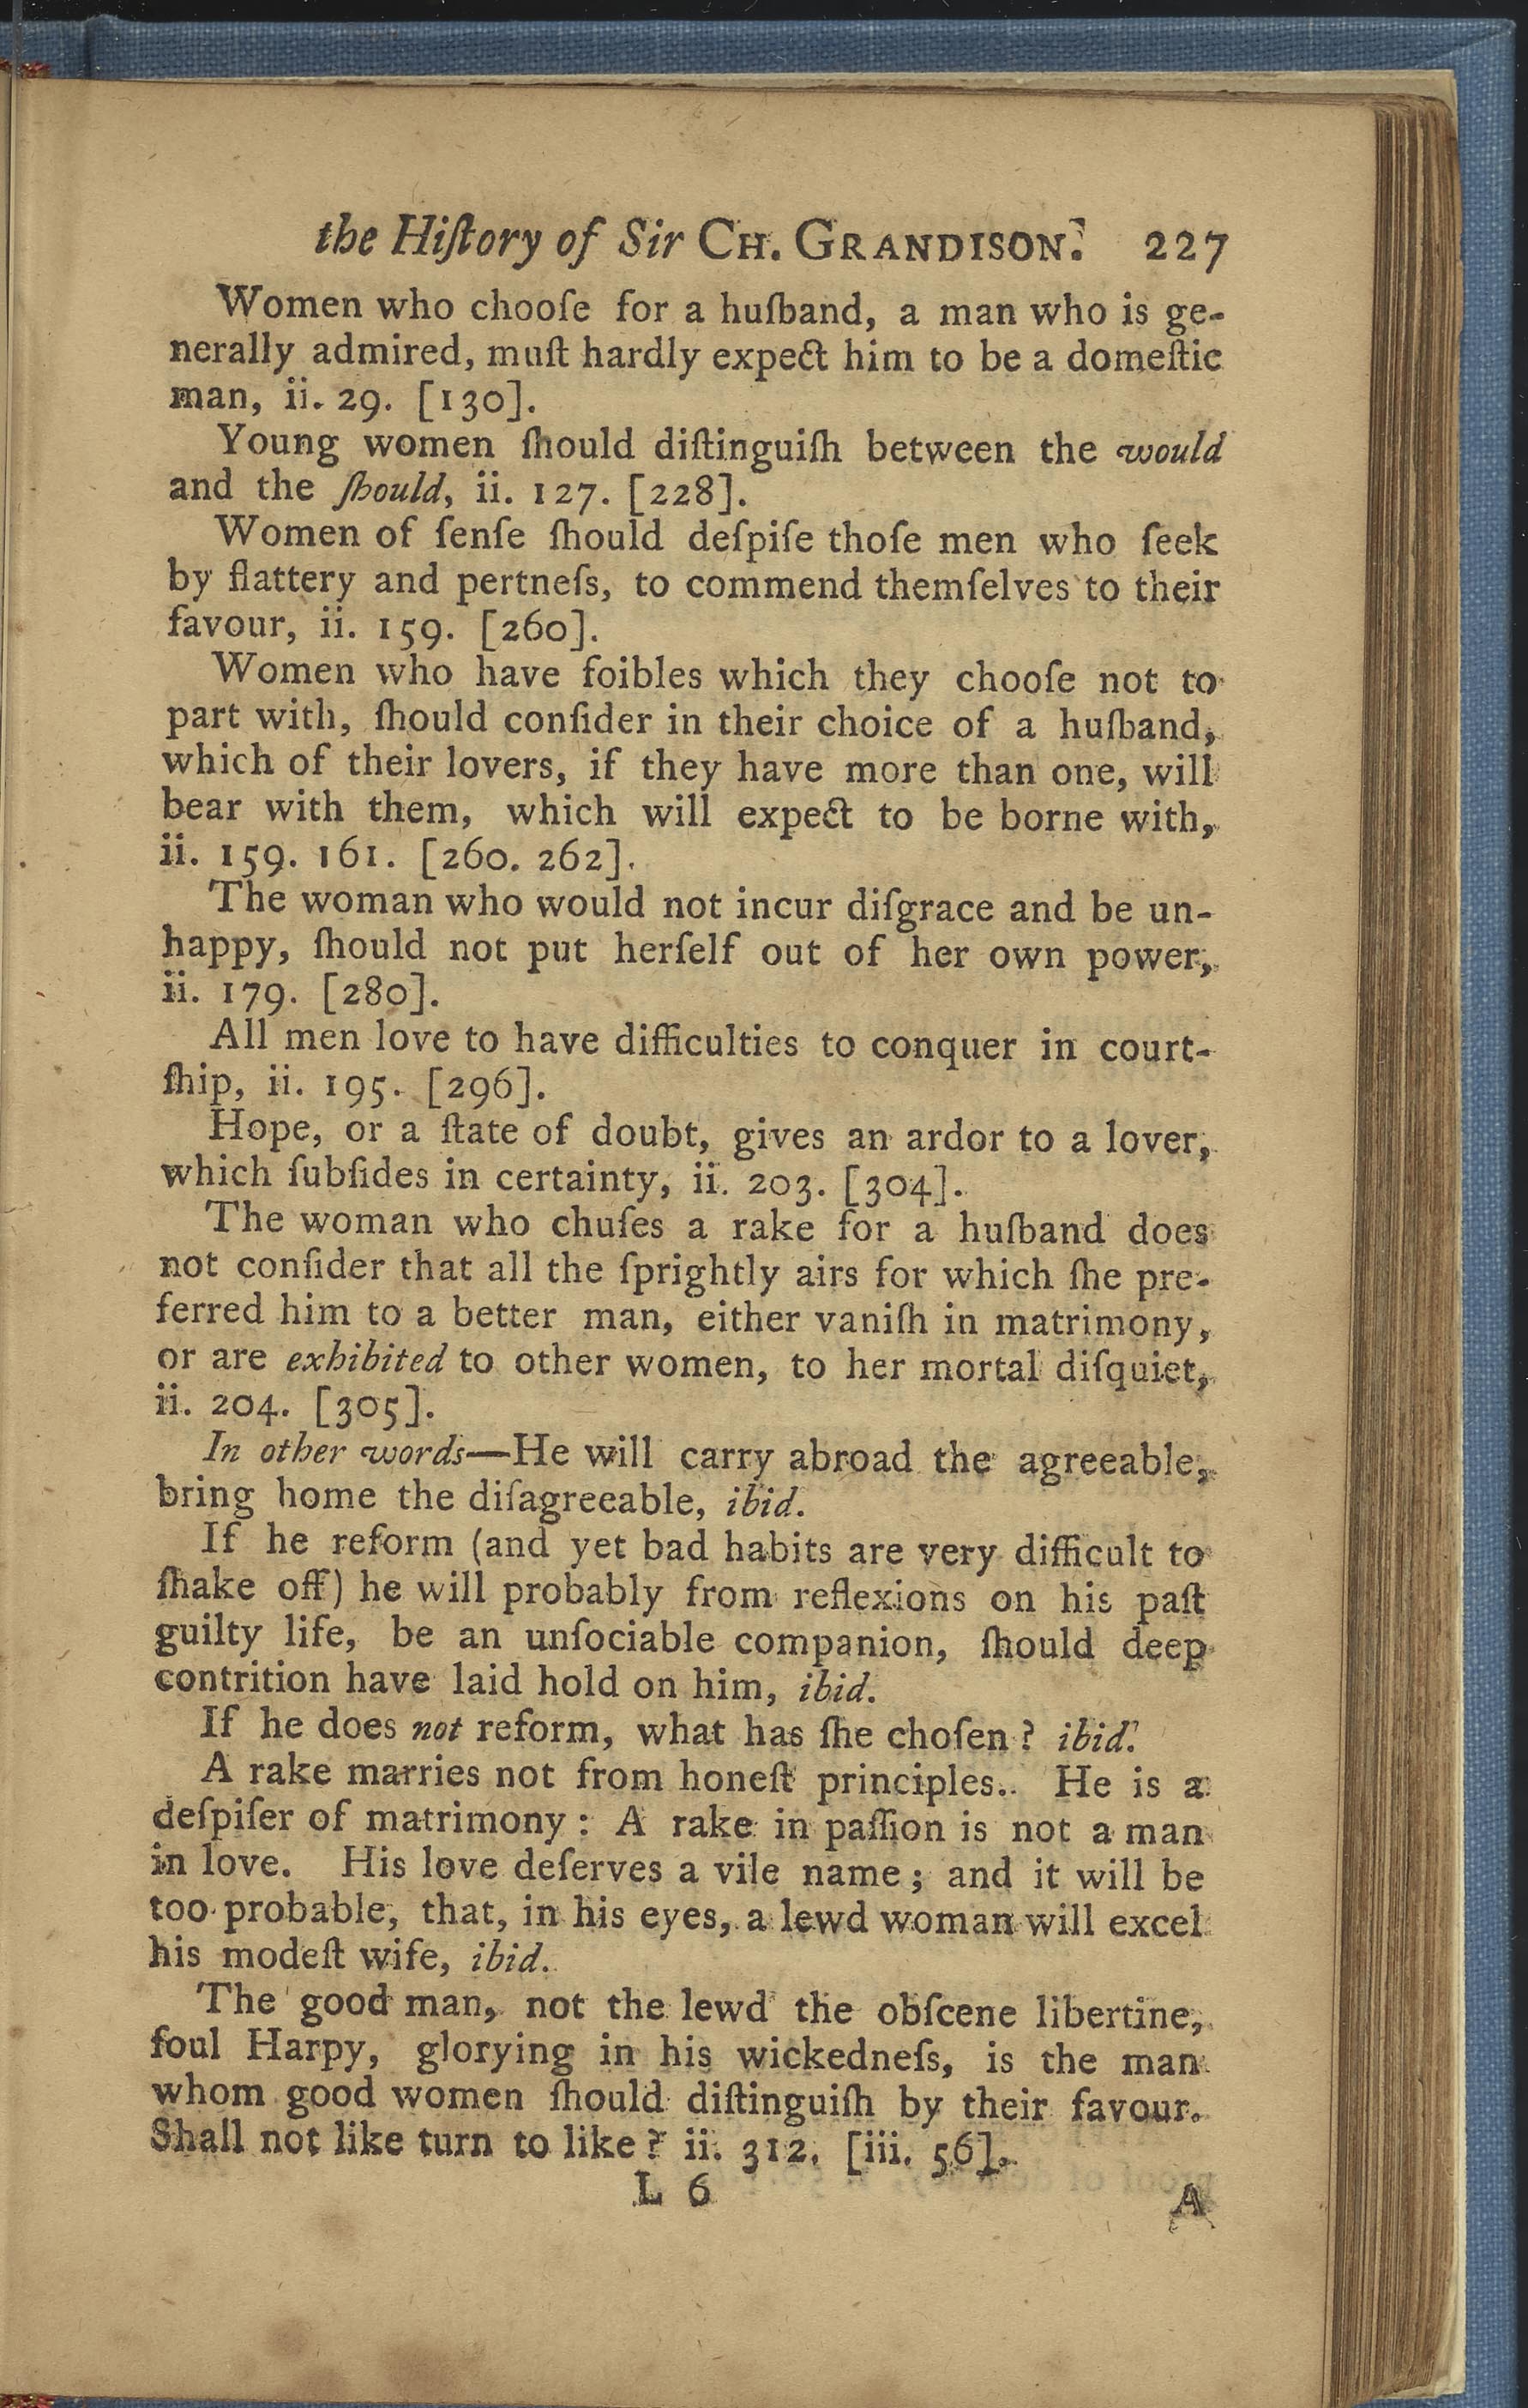 the Hiſtory of Sir CH. GRANDISON. 227
Women who chooſe for a huſband, a man who is ge-
nerally admired, muſt hardly expect him to be a domeſtic
man, ii. 29. [130].
Young women ſhould diſtinguiſh between the would
and the ſhould, ii. 127. [228].
Women of ſenſe ſhould deſpiſe thoſe men who ſeek
by flattery and pertneſs, to commend themſelves to their
favour, ii. 159. [260].
Women who have foibles which they chooſe not to
part with, ſhould conſider in their choice of a huſband,
which of their lovers, if they have more than one, will
bear with them, which will expect to be borne with,
ii. 159. 161. [260. 262].
The woman who would not incur diſgrace and be un-
happy, ſhould not put herſelf out of her own power,
ii. 179. [280].
All men love to have difficulties to conquer in court-
ſhip, ii. 195. [296].
Hope, or a ſtate of doubt, gives an ardor to a lover,
which ſubſides in certainty, ii. 203. [304].
The woman who chuſes a rake for a huſband does
not conſider that all the ſprightly airs for which ſhe pre-
ferred him to a better man, either vaniſh in matrimony,
or are exhibited to other women, to her mortal diſquiet,
ii. 204. [305].
In other words—He will carry abroad the agreeable,
bring home the diſagreeable, ibid.
If he reform (and yet bad habits are very difficult to
ſhake off) he will probably from reflexions on his paſt
guilty life, be an unſociable companion, ſhould deep
contrition have laid hold on him, ibid.
If he does not reform, what has ſhe choſen? ibid.
A rake marries not from honeſt principles. He is a
deſpiſer of matrimony: A rake in paſſion is not a man
in love. His love deſerves a vile name; and it will be
too probable, that, in his eyes, a lewd woman will excel
his modeſt wife, ibid.
The good man, not the lewd the obſcene libertine,
foul Harpy, glorying in his wickedneſs, is the man
whom good women ſhould diſtinguiſh by their favour.
Shall not like turn to like? ii. 312. [iii. 56].
L 6 A